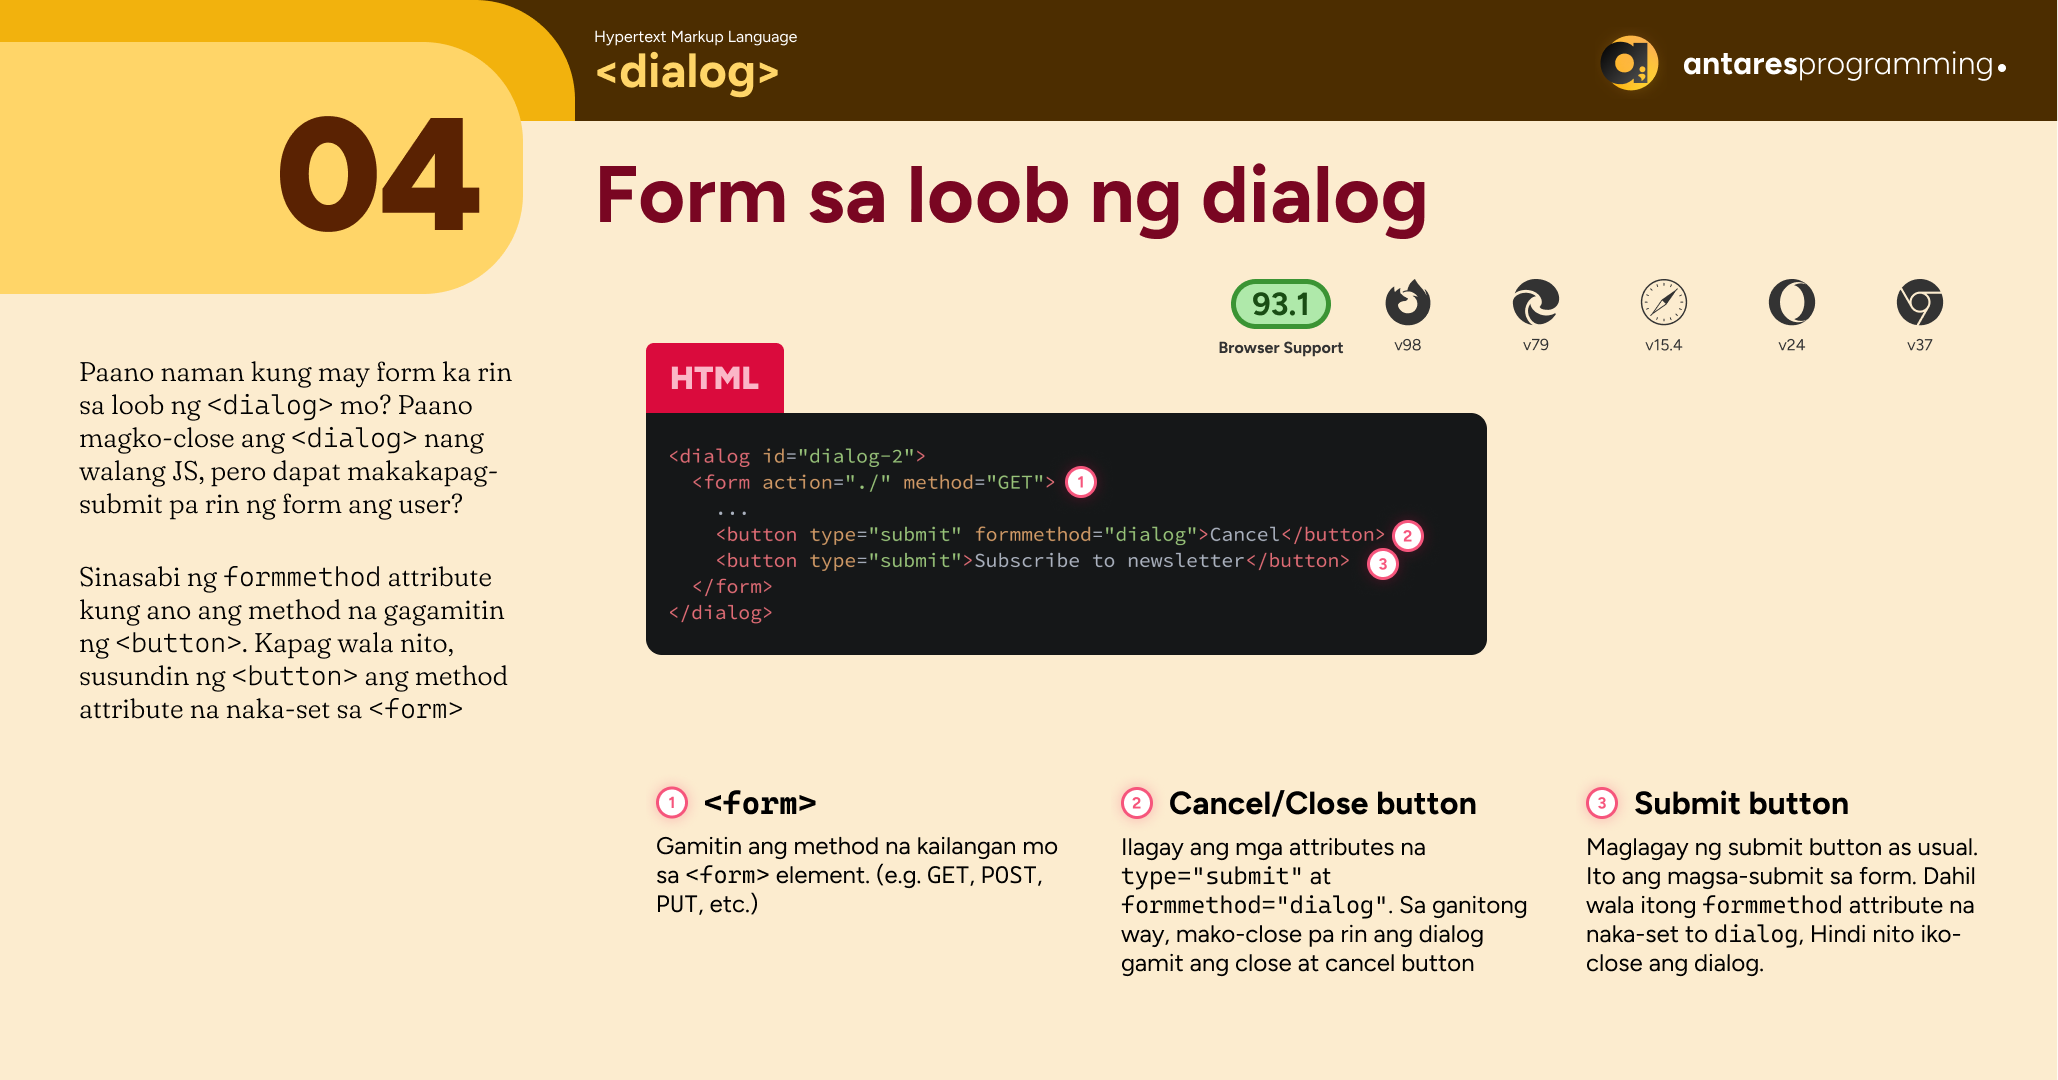 Hypertext Markup Language
<dialog>
antaresprogramming.
04
Form sa loob ng dialog
93.1
Browser Support
v98
v79
v15.4
v24
v37
Paano naman kung may form ka rin
sa loob ng <dialog> mo? Paano
magko-close ang <dialog> nang
walang JS, pero dapat makakapag-
submit pa rin ng form ang user?
Sinasabi ng formmethod attribute
kung ano ang method na gagamitin
ng <button>. Kapag wala nito,
susundin ng <button> ang method
attribute na naka-set sa <form>
HTML
<dialog id="dialog-2">
<form action="./" method="GET"> 1
...
<button type="submit" formmethod="dialog">Cancel</button> 2
<button type="submit">Subscribe to newsletter</button> 3
</form>
</dialog>
1 <form>
Gamitin ang method na kailangan mo
sa <form> element. (e.g. GET, POST,
PUT, etc.)
2 Cancel/Close button
Ilagay ang mga attributes na
type="submit" at
formmethod="dialog". Sa ganitong
way, mako-close pa rin ang dialog
gamit ang close at cancel button
3 Submit button
Maglagay ng submit button as usual.
Ito ang magsa-submit sa form. Dahil
wala itong formmethod attribute na
naka-set to dialog, Hindi nito iko-
close ang dialog.